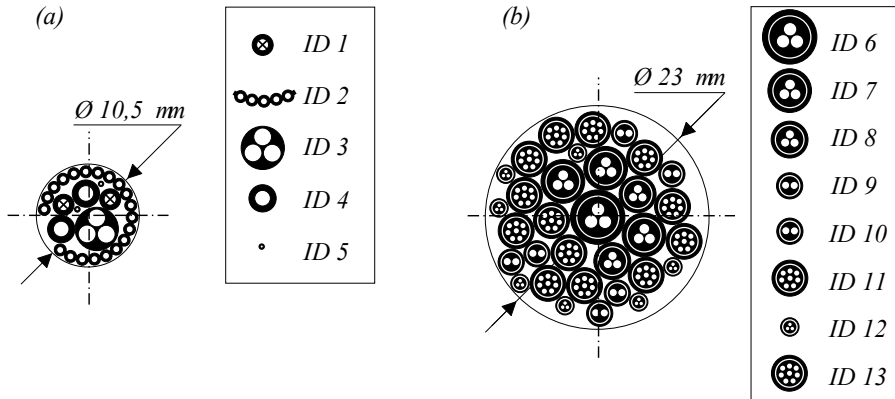 (a)
ID 1
ID 2
ID 3
ID 4
ID 5
Ø 10,5 mm
(b)
ID 6
ID 7
ID 8
ID 9
ID 10
ID 11
ID 12
ID 13
Ø 23 mm